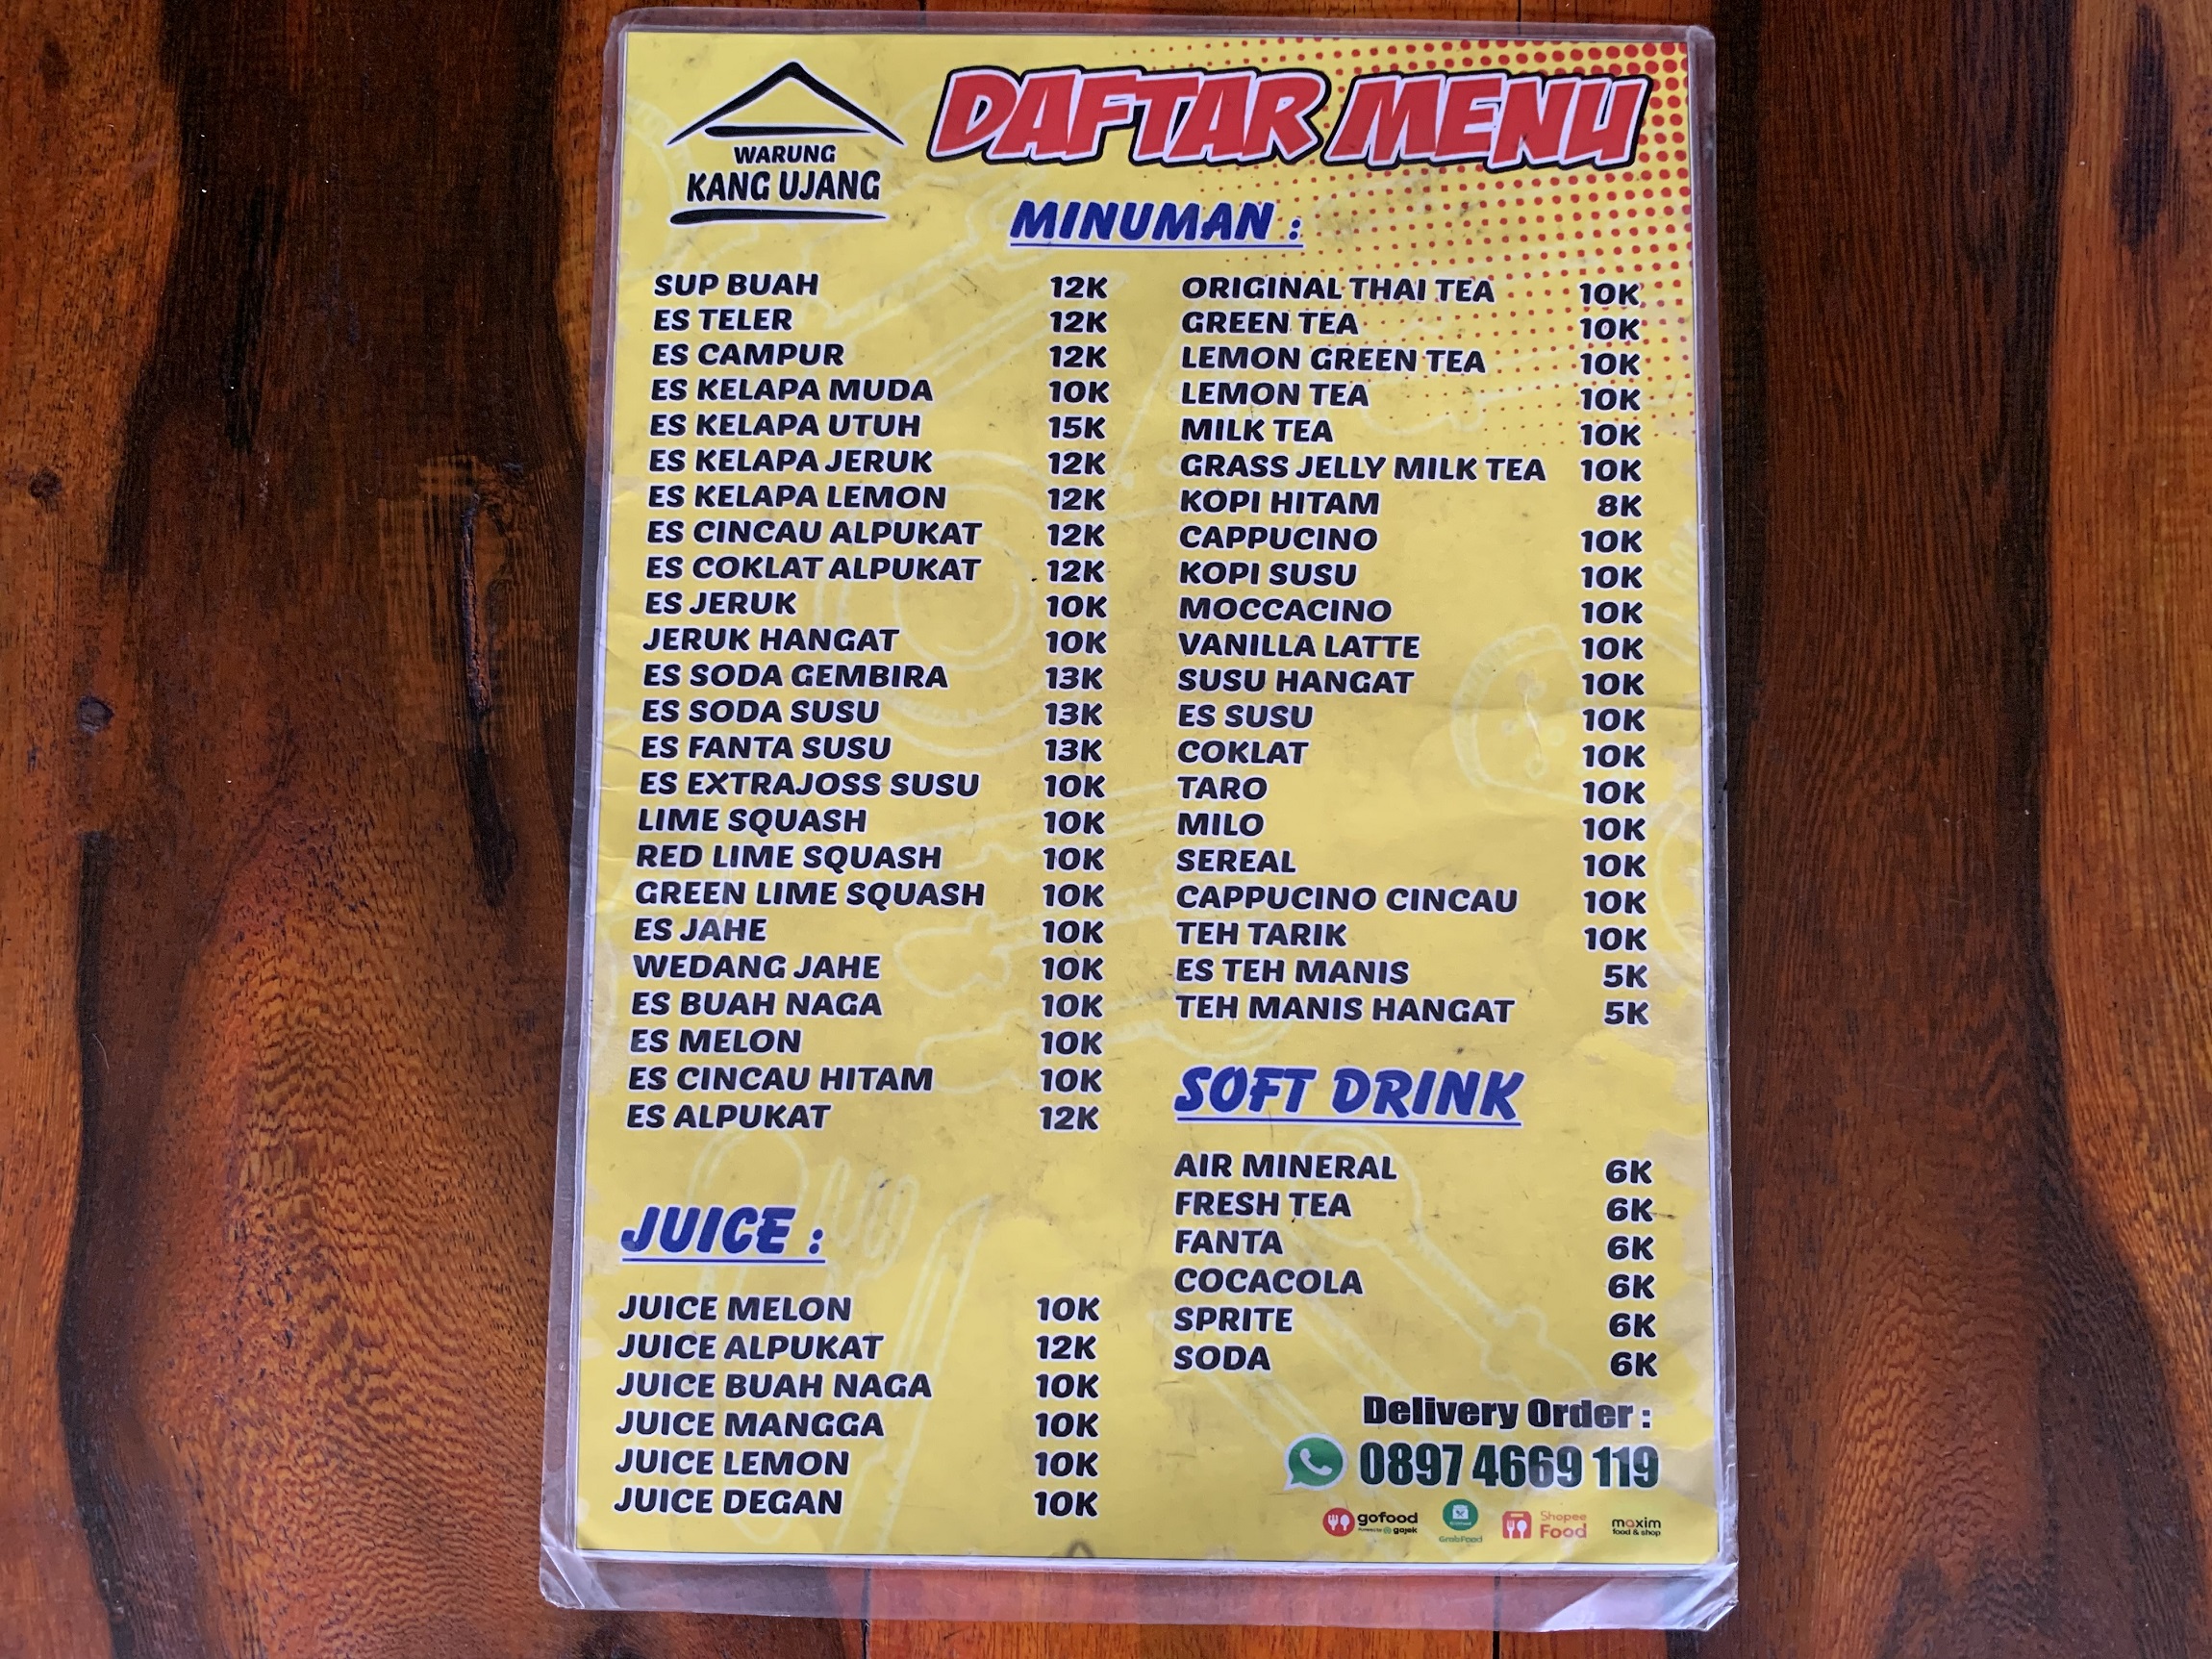 WARUNG
KANG UJANG
DAFTAR MENU
MINUMAN :
SUP BUAH 12K
ES TELER 12K
ES CAMPUR 12K
ES KELAPA MUDA 10K
ES KELAPA UTUH 15K
ES KELAPA JERUK 12K
ES KELAPA LEMON 12K
ES CINCAU ALPUKAT 12K
ES COKLAT ALPUKAT 12K
ES JERUK 10K
JERUK HANGAT 10K
ES SODA GEMBIRA 13K
ES SODA SUSU 13K
ES FANTA SUSU 13K
ES EXTRAJOSS SUSU 10K
LIME SQUASH 10K
RED LIME SQUASH 10K
GREEN LIME SQUASH 10K
ES JAHE 10K
WEDANG JAHE 10K
ES BUAH NAGA 10K
ES MELON 10K
ES CINCAU HITAM 10K
ES ALPUKAT 12K
JUICE :
JUICE MELON 10K
JUICE ALPUKAT 12K
JUICE BUAH NAGA 10K
JUICE MANGGA 10K
JUICE LEMON 10K
JUICE DEGAN 10K
ORIGINAL THAI TEA 10K
GREEN TEA 10K
LEMON GREEN TEA 10K
LEMON TEA 10K
MILK TEA 10K
GRASS JELLY MILK TEA 10K
KOPI HITAM 8K
CAPPUCINO 10K
KOPI SUSU 10K
MOCCACINO 10K
VANILLA LATTE 10K
SUSU HANGAT 10K
ES SUSU 10K
COKLAT 10K
TARO 10K
MILO 10K
SEREAL 10K
CAPPUCINO CINCAU 10K
TEH TARIK 10K
ES TEH MANIS 5K
TEH MANIS HANGAT 5K
SOFT DRINK
AIR MINERAL 6K
FRESH TEA 6K
FANTA 6K
COCACOLA 6K
SPRITE 6K
SODA 6K
Delivery Order :
0897 4669 119
gofood
Powered by gojek
GrabFood
Shopee
Food
maxim
food & shop